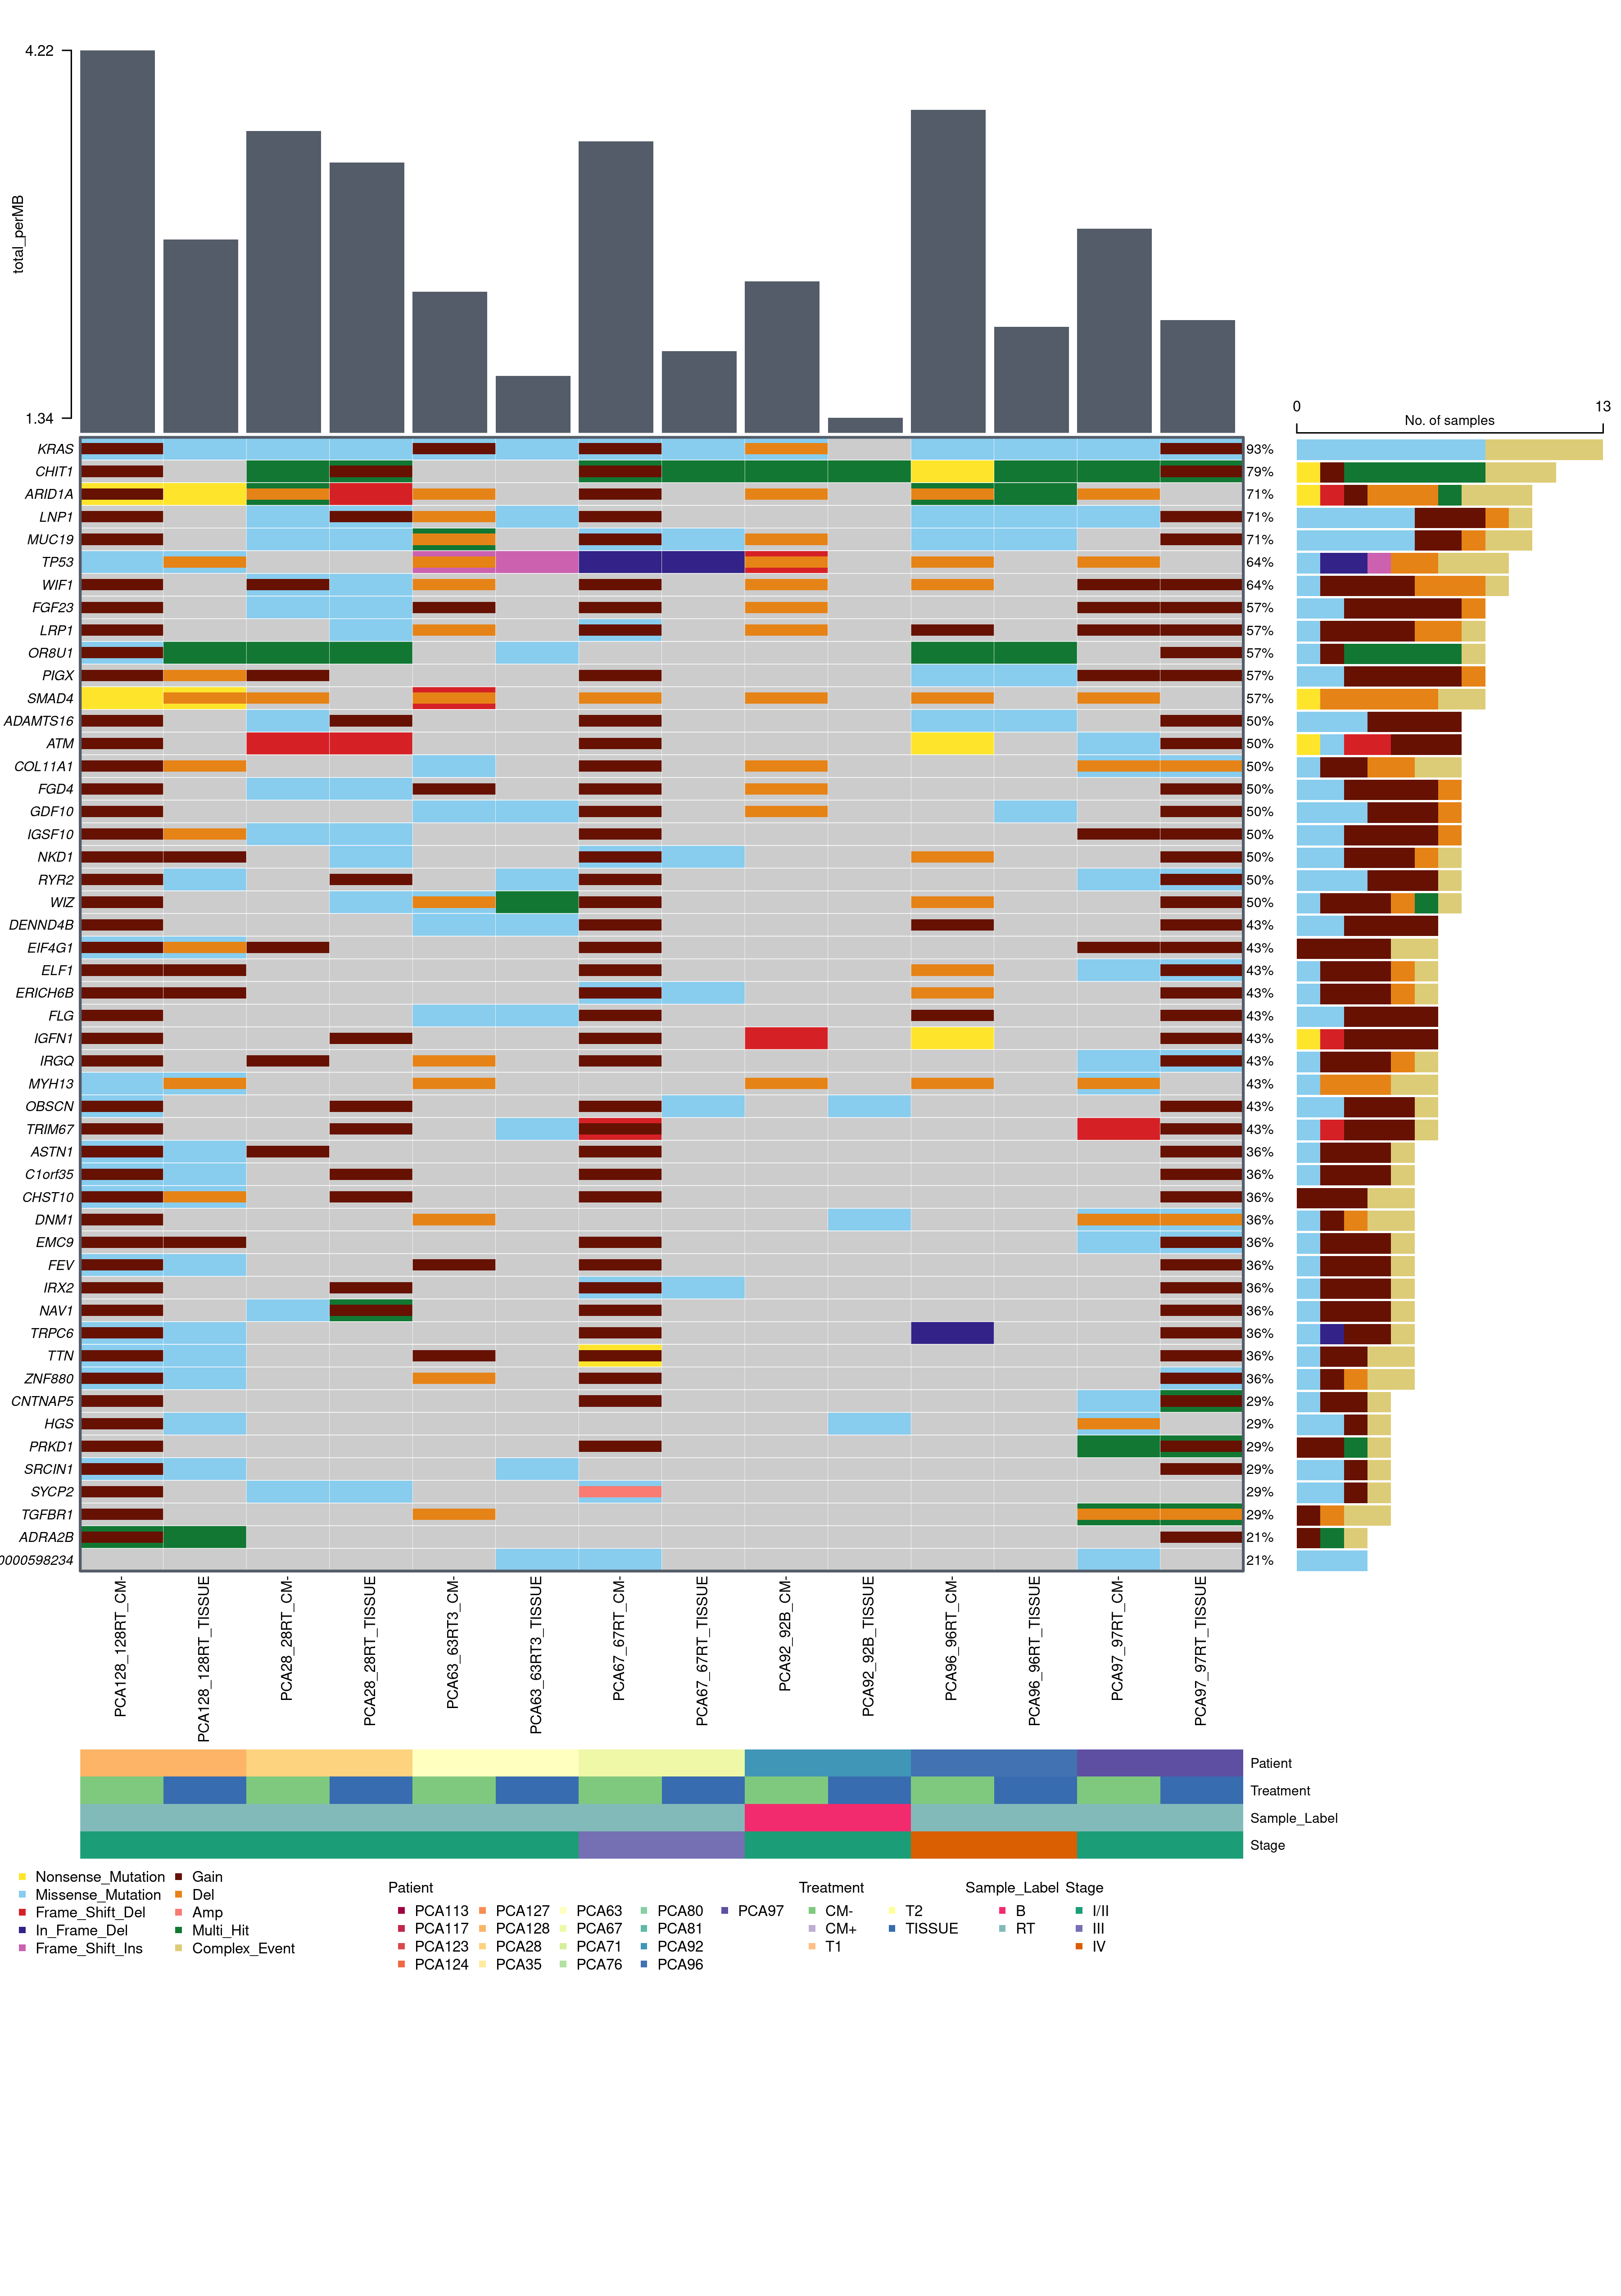 4.22
total_perMB
1.34
0
13
No. of samples
KRAS 93%
CHIT1 79%
ARID1A 71%
LNP1 71%
MUC19 71%
TP53 64%
WIF1 64%
FGF23 57%
LRP1 57%
OR8U1 57%
PIGX 57%
SMAD4 57%
ADAMTS16 50%
ATM 50%
COL11A1 50%
FGD4 50%
GDF10 50%
IGSF10 50%
NKD1 50%
RYR2 50%
WIZ 50%
DENND4B 43%
EIF4G1 43%
ELF1 43%
ERICH6B 43%
FLG 43%
IGFN1 43%
IRGQ 43%
MYH13 43%
OBSCN 43%
TRIM67 43%
ASTN1 36%
C1orf35 36%
CHST10 36%
DNM1 36%
EMC9 36%
FEV 36%
IRX2 36%
NAV1 36%
TRPC6 36%
TTN 36%
ZNF880 36%
CNTNAP5 29%
HGS 29%
PRKD1 29%
SRCIN1 29%
SYCP2 29%
TGFBR1 29%
ADRA2B 21%
0000598234 21%
PCA128_128RT_CM-
PCA128_128RT_TISSUE
PCA28_28RT_CM-
PCA28_28RT_TISSUE
PCA63_63RT3_CM-
PCA63_63RT3_TISSUE
PCA67_67RT_CM-
PCA67_67RT_TISSUE
PCA92_92B_CM-
PCA92_92B_TISSUE
PCA96_96RT_CM-
PCA96_96RT_TISSUE
PCA97_97RT_CM-
PCA97_97RT_TISSUE
Patient
Treatment
Sample_Label
Stage
Nonsense_Mutation Gain
Missense_Mutation Del
Frame_Shift_Del Amp
In_Frame_Del Multi_Hit
Frame_Shift_Ins Complex_Event
Patient
PCA113 PCA127 PCA63 PCA80 PCA97
PCA117 PCA128 PCA67 PCA81
PCA123 PCA28 PCA71 PCA92
PCA124 PCA35 PCA76 PCA96
Treatment
CM- T2
CM+ TISSUE
T1
Sample_Label
B
RT
Stage
I/II
III
IV